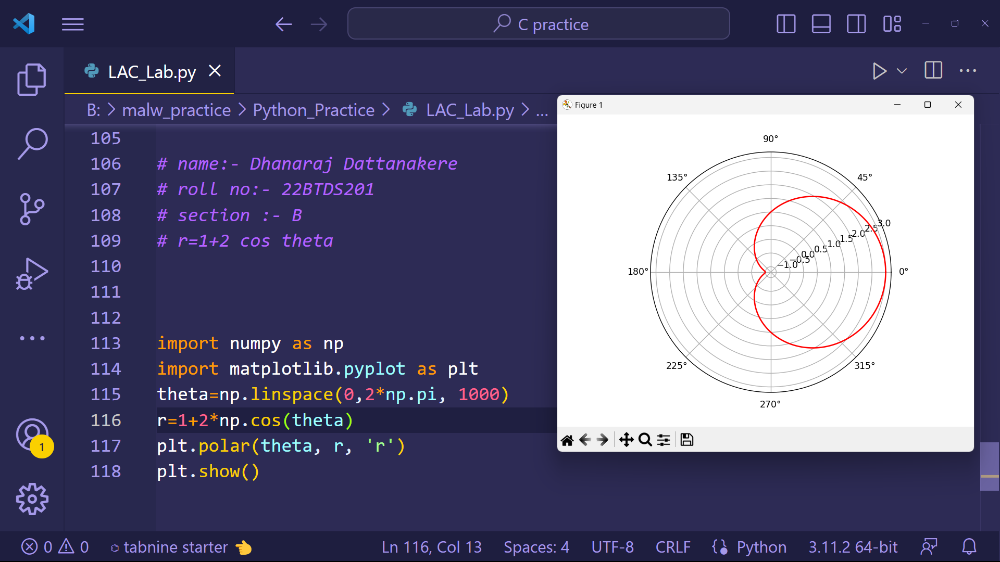 C practice
LAC_Lab.py
B: > malw_practice > Python_Practice > LAC_Lab.py > ...
105
106 # name:- Dhanaraj Dattanakere
107 # roll no:- 22BTDS201
108 # section :- B
109 # r=1+2 cos theta
110
111
112
113 import numpy as np
114 import matplotlib.pyplot as plt
115 theta=np.linspace(0,2*np.pi, 1000)
116 r=1+2*np.cos(theta)
117 plt.polar(theta, r, 'r')
118 plt.show()
Figure 1
90°
135° 45°
3.0
2.5
2.0
1.5
1.0
0.5
0.0
−0.5
−1.0
180° 0°
225° 315°
270°
1
0 0 tabnine starter 👈 Ln 116, Col 13 Spaces: 4 UTF-8 CRLF Python 3.11.2 64-bit